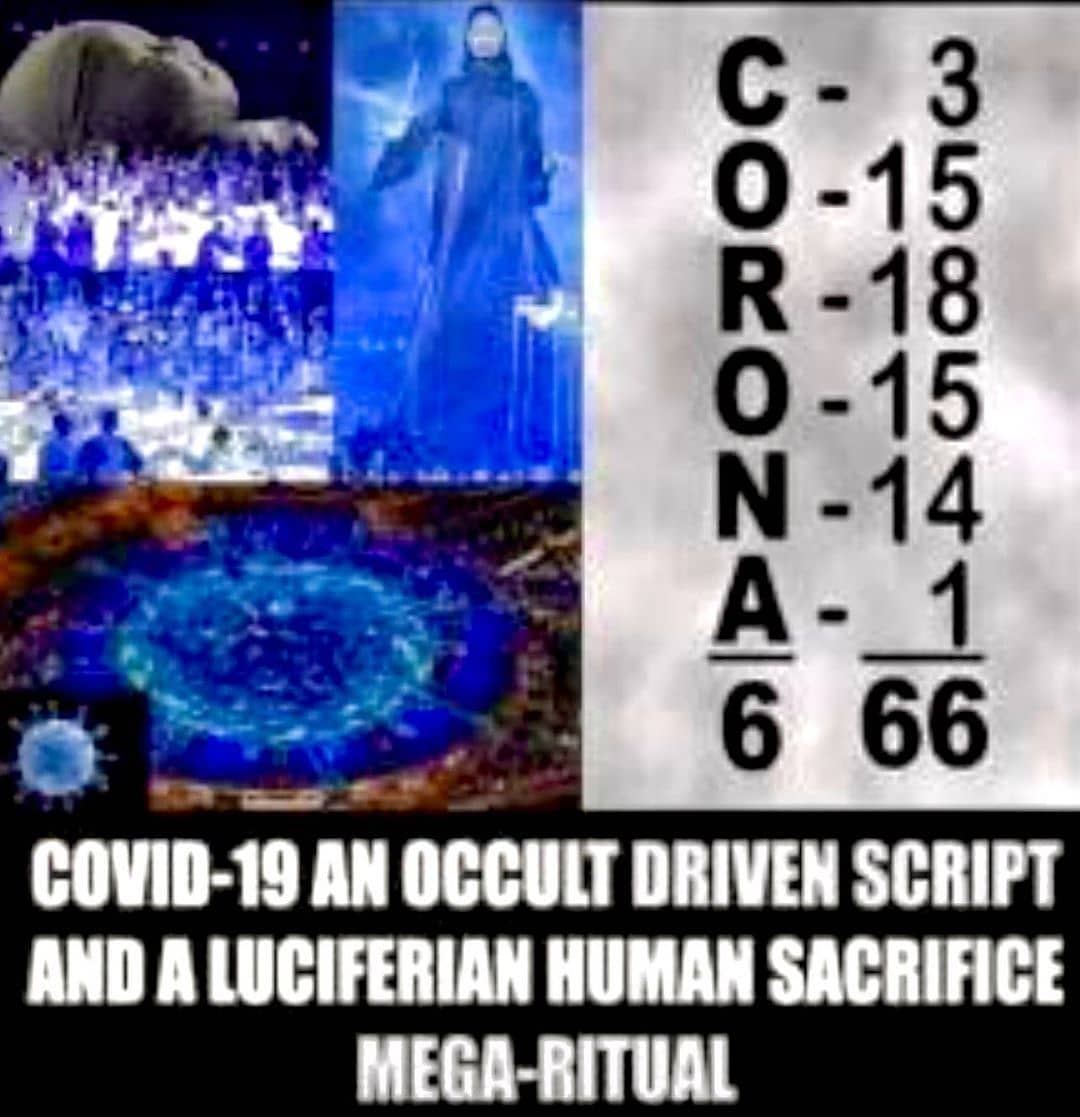 C - 3
O - 15
R - 18
O - 15
N - 14
A - 1
6 66
COVID-19 AN OCCULT DRIVEN SCRIPT
AND A LUCIFERIAN HUMAN SACRIFICE
MEGA-RITUAL